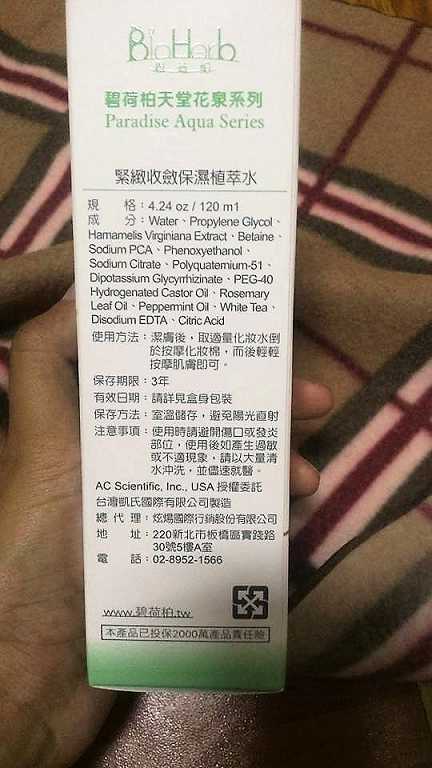 BioHerb
碧荷柏
碧荷柏天堂花泉系列
Paradise Aqua Series
緊緻收斂保濕植萃水
規 格：4.24 oz / 120 ml
成 分：Water、Propylene Glycol、
Hamamelis Virginiana Extract、Betaine、
Sodium PCA、Phenoxyethanol、
Sodium Citrate、Polyquaternium-51、
Dipotassium Glycyrrhizinate、PEG-40
Hydrogenated Castor Oil、Rosemary
Leaf Oil、Peppermint Oil、White Tea、
Disodium EDTA、Citric Acid
使用方法：潔膚後，取適量化妝水倒
於按摩化妝棉，而後輕輕
按摩肌膚即可。
保存期限：3年
有效日期：請詳見盒身包裝
保存方法：室溫儲存，避免陽光直射
注意事項：使用時請避開傷口或發炎
部位，使用後如產生過敏
或不適現象，請以大量清
水沖洗，並儘速就醫。
AC Scientific, Inc., USA 授權委託
台灣凱氏國際有限公司製造
總 代 理：炫煬國際行銷股份有限公司
地 址：220新北市板橋區實踐路
30號5樓A室
電 話：02-8952-1566
www.碧荷柏.tw
本產品已投保2000萬產品責任險